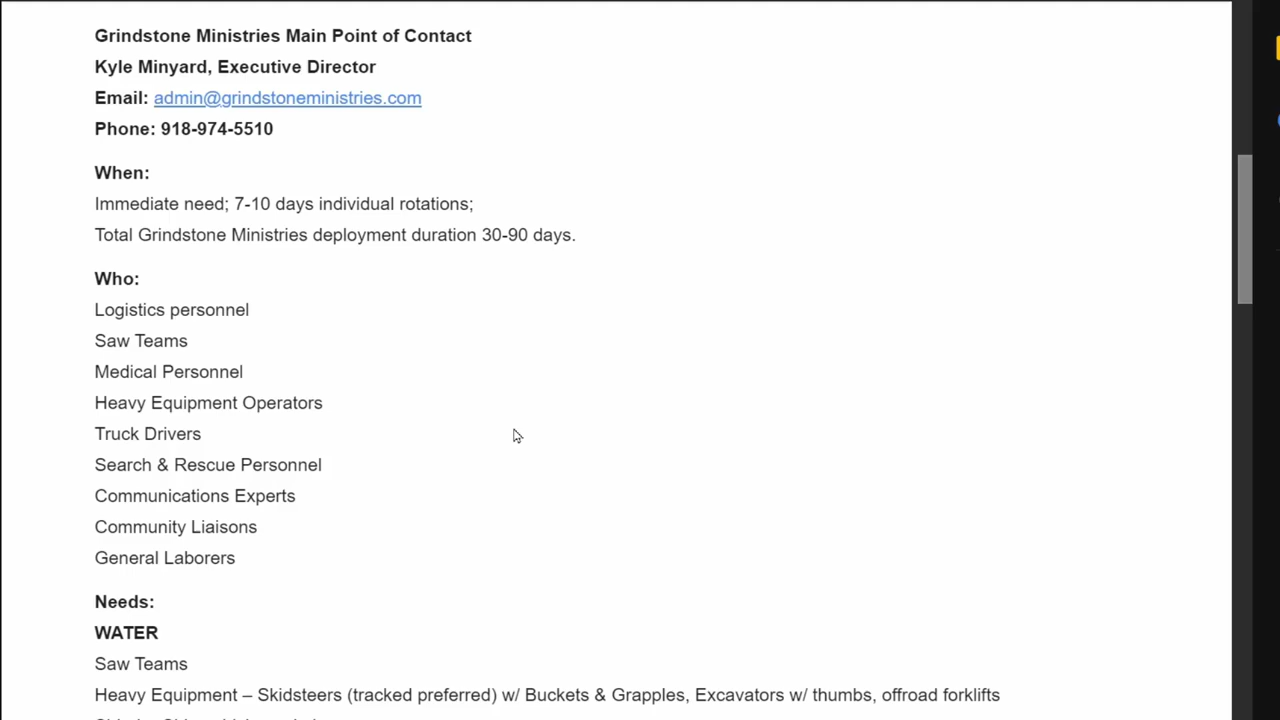 Grindstone Ministries Main Point of Contact
Kyle Minyard, Executive Director
Email: admin@grindstoneministries.com
Phone: 918-974-5510
When:
Immediate need; 7-10 days individual rotations;
Total Grindstone Ministries deployment duration 30-90 days.
Who:
Logistics personnel
Saw Teams
Medical Personnel
Heavy Equipment Operators
Truck Drivers
Search & Rescue Personnel
Communications Experts
Community Liaisons
General Laborers
Needs:
WATER
Saw Teams
Heavy Equipment – Skidsteers (tracked preferred) w/ Buckets & Grapples, Excavators w/ thumbs, offroad forklifts